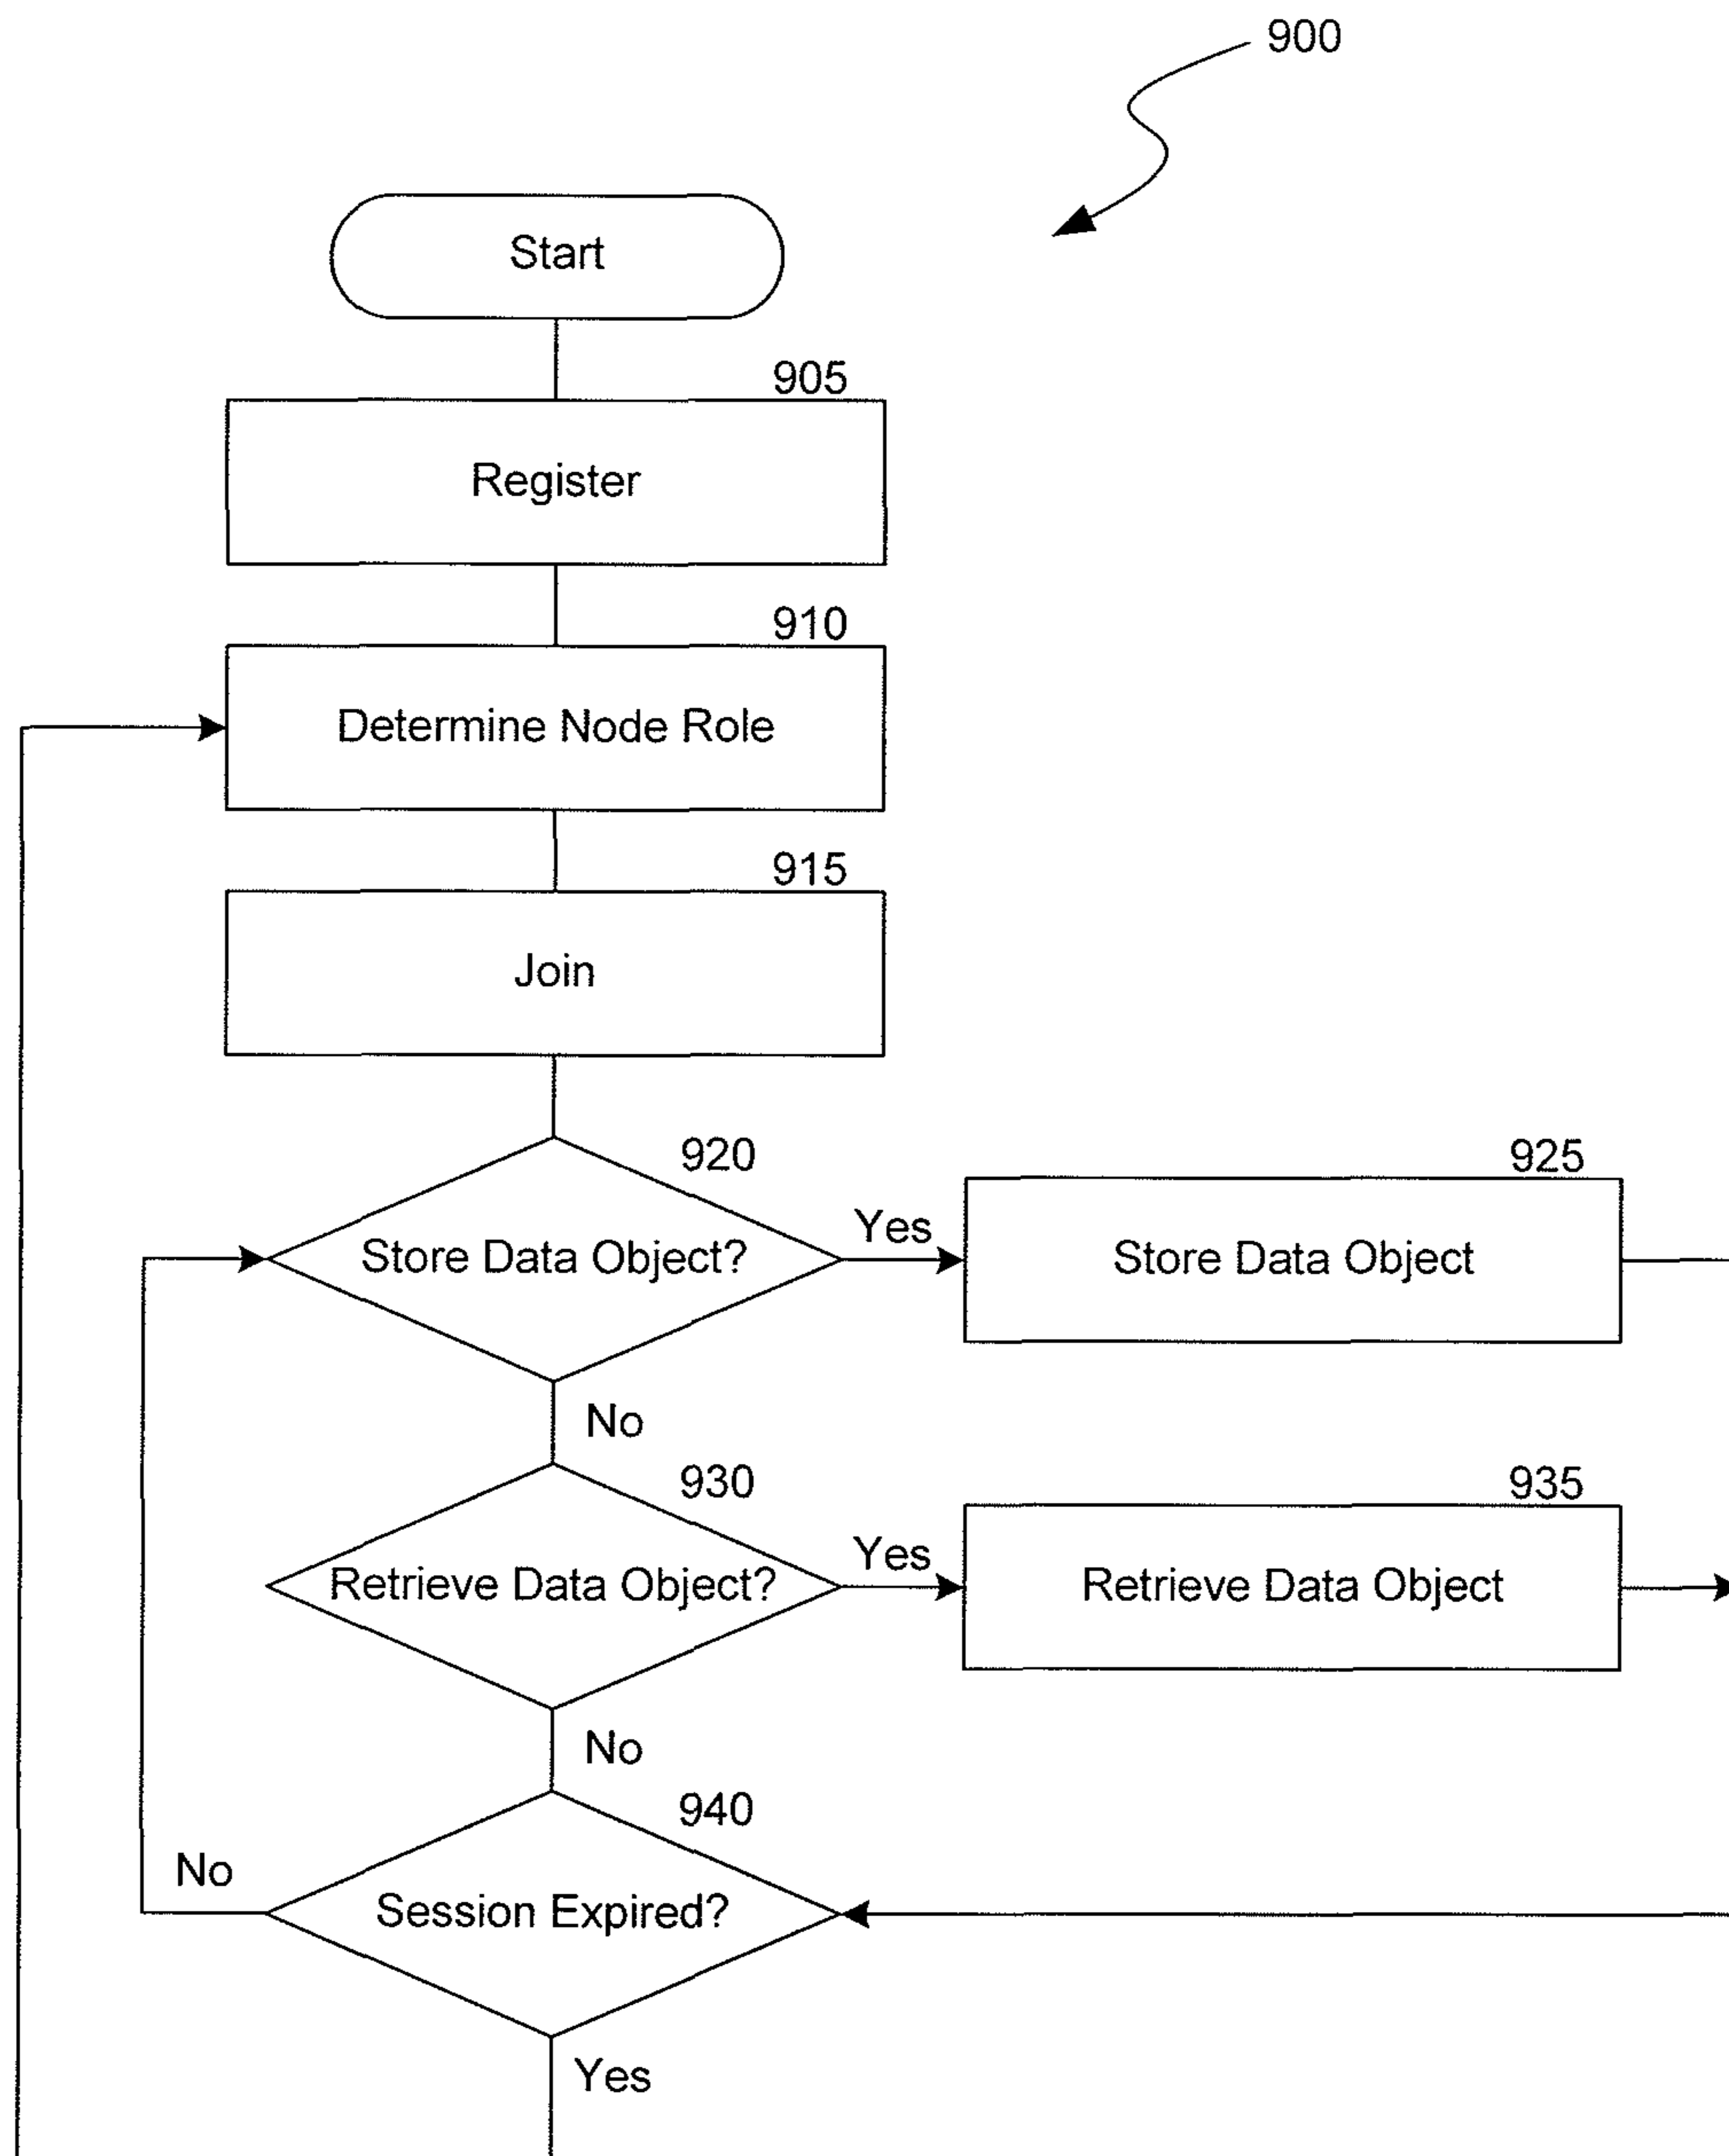 900
Start
905
Register
910
Determine Node Role
915
Join
920
Store Data Object?
Yes
925
Store Data Object
No
930
Retrieve Data Object?
Yes
935
Retrieve Data Object
No
940
Session Expired?
No
Yes